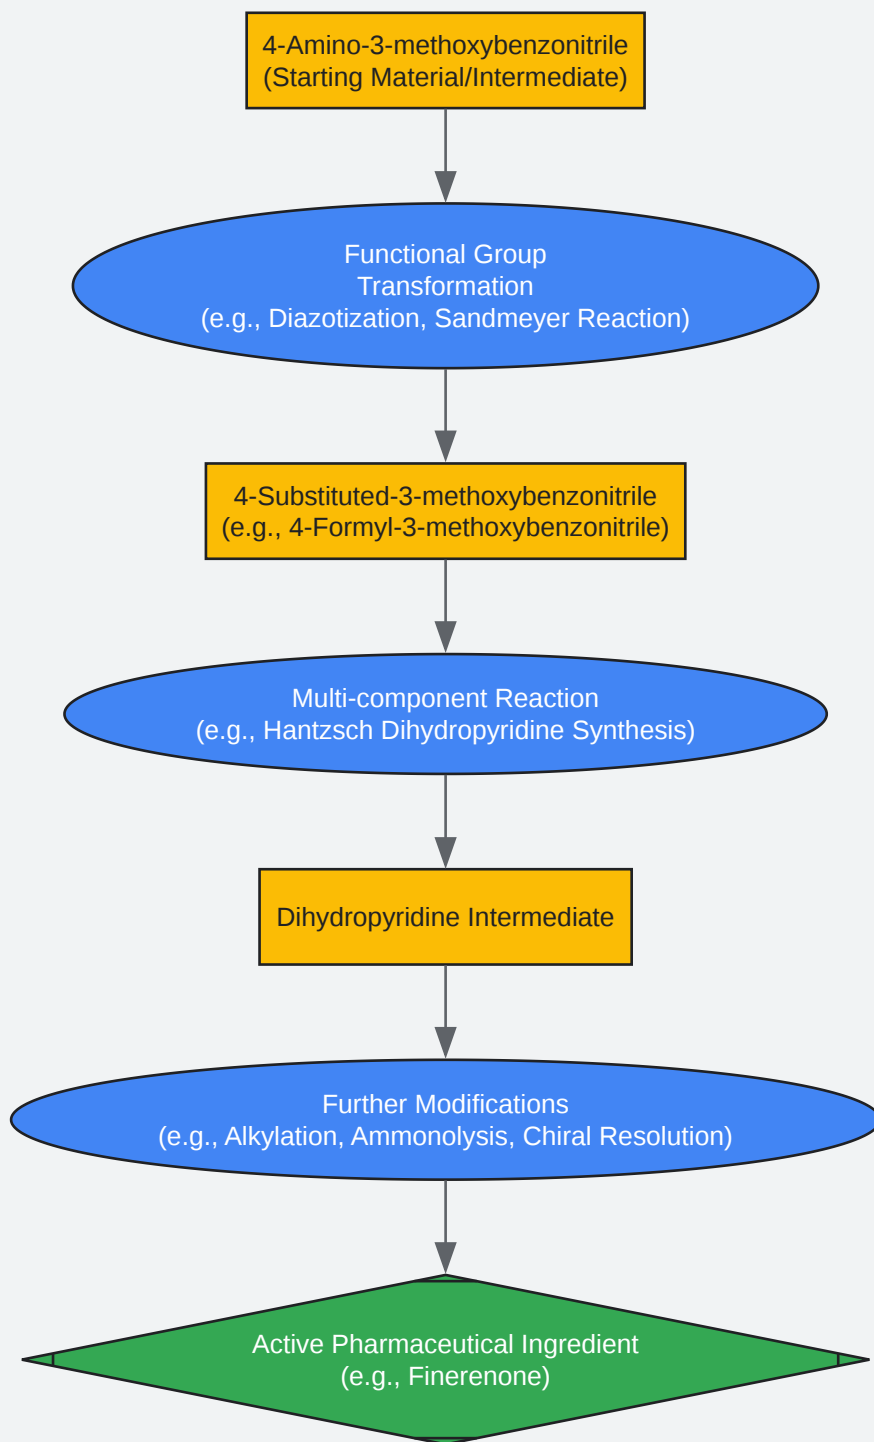 4-Amino-3-methoxybenzonitrile
(Starting Material/Intermediate)
Functional Group
Transformation
(e.g., Diazotization, Sandmeyer Reaction)
4-Substituted-3-methoxybenzonitrile
(e.g., 4-Formyl-3-methoxybenzonitrile)
Multi-component Reaction
(e.g., Hantzsch Dihydropyridine Synthesis)
Dihydropyridine Intermediate
Further Modifications
(e.g., Alkylation, Ammonolysis, Chiral Resolution)
Active Pharmaceutical Ingredient
(e.g., Finerenone)